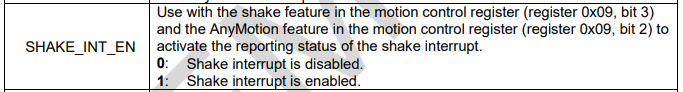 SHAKE_INT_EN
Use with the shake feature in the motion control register (register 0x09, bit 3)
and the AnyMotion feature in the motion control register (register 0x09, bit 2) to
activate the reporting status of the shake interrupt.
0: Shake interrupt is disabled.
1: Shake interrupt is enabled.